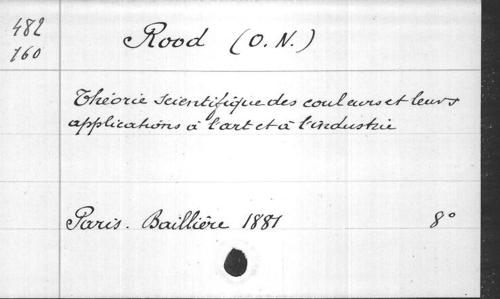 482
160
Rood (O. N.)
Théorie scientifique des couleurs et leurs
applications à l'art et à l'industrie
Paris. Baillière 1881 8°